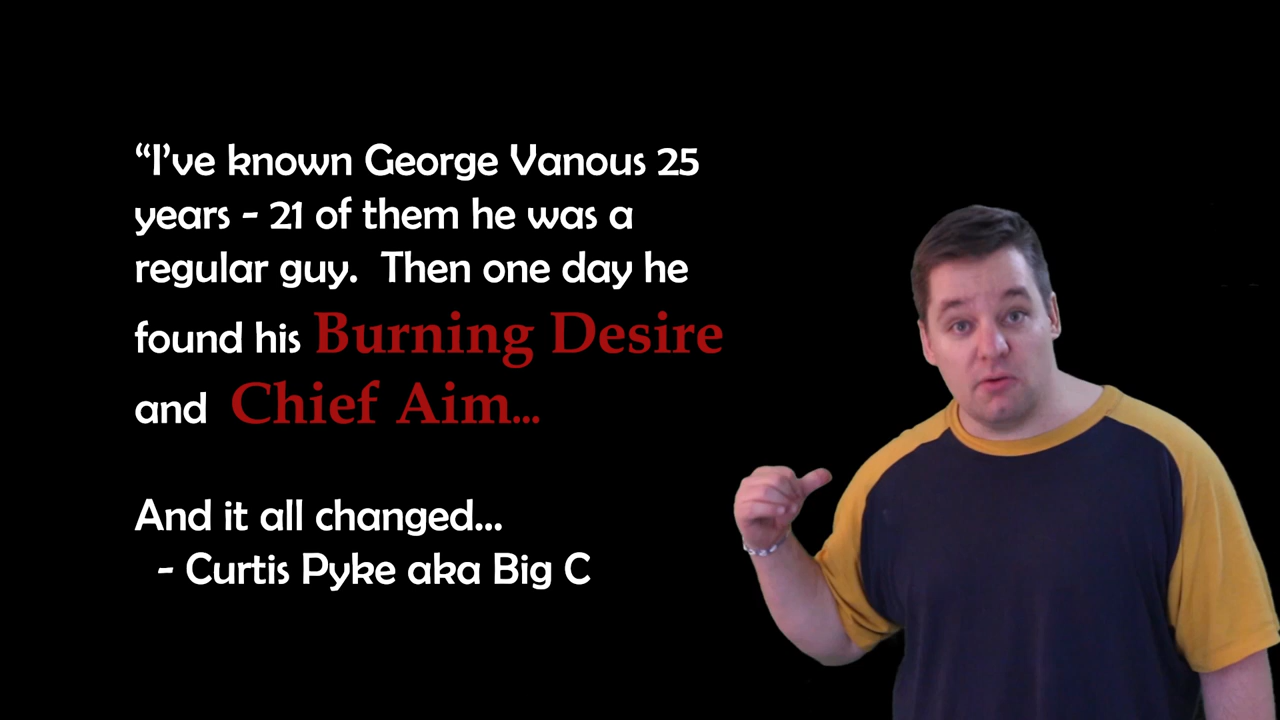 “I’ve known George Vanous 25
years - 21 of them he was a
regular guy.  Then one day he
found his Burning Desire
and  Chief Aim...
And it all changed...
- Curtis Pyke aka Big C